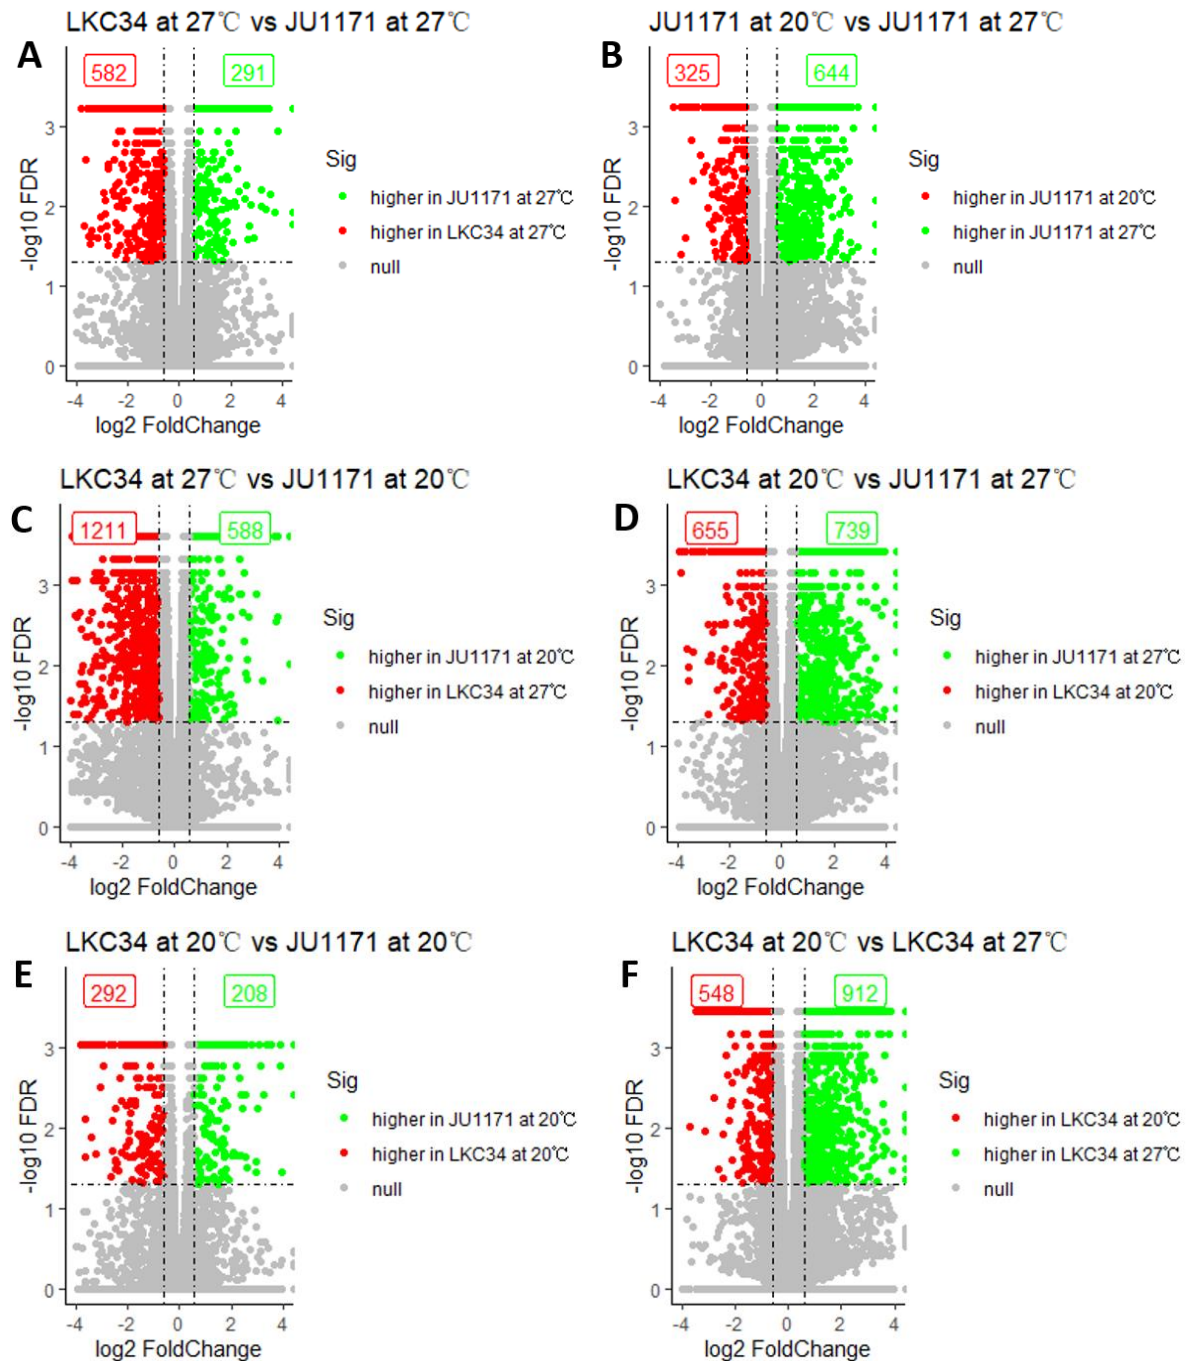 LKC34 at 27℃ vs JU1171 at 27℃
A
582
291
3
2
1
0
-log10 FDR
-4
-2
0
2
4
log2 FoldChange
Sig
higher in JU1171 at 27℃
higher in LKC34 at 27℃
null
JU1171 at 20℃ vs JU1171 at 27℃
B
325
644
3
2
1
0
-log10 FDR
-4
-2
0
2
4
log2 FoldChange
Sig
higher in JU1171 at 20℃
higher in JU1171 at 27℃
null
LKC34 at 27℃ vs JU1171 at 20℃
C
1211
588
3
2
1
0
-log10 FDR
-4
-2
0
2
4
log2 FoldChange
Sig
higher in JU1171 at 20℃
higher in LKC34 at 27℃
null
LKC34 at 20℃ vs JU1171 at 27℃
D
655
739
3
2
1
0
-log10 FDR
-4
-2
0
2
4
log2 FoldChange
Sig
higher in JU1171 at 27℃
higher in LKC34 at 20℃
null
LKC34 at 20℃ vs JU1171 at 20℃
E
292
208
3
2
1
0
-log10 FDR
-4
-2
0
2
4
log2 FoldChange
Sig
higher in JU1171 at 20℃
higher in LKC34 at 20℃
null
LKC34 at 20℃ vs LKC34 at 27℃
F
548
912
3
2
1
0
-log10 FDR
-4
-2
0
2
4
log2 FoldChange
Sig
higher in LKC34 at 20℃
higher in LKC34 at 27℃
null